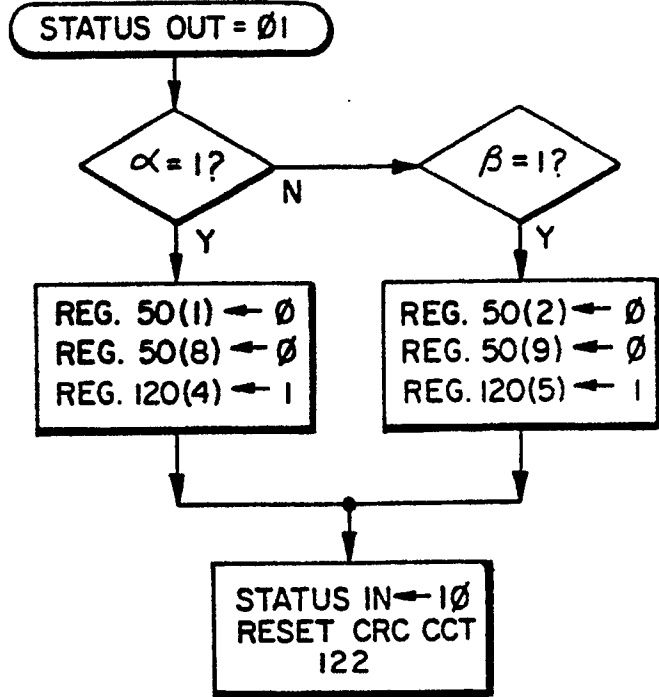 STATUS OUT = Ø1
α = 1?
N
β = 1?
Y
Y
REG. 50(1) ← Ø
REG. 50(8) ← Ø
REG. 120(4) ← 1
REG. 50(2) ← Ø
REG. 50(9) ← Ø
REG. 120(5) ← 1
STATUS IN ← 1Ø
RESET CRC CCT
122